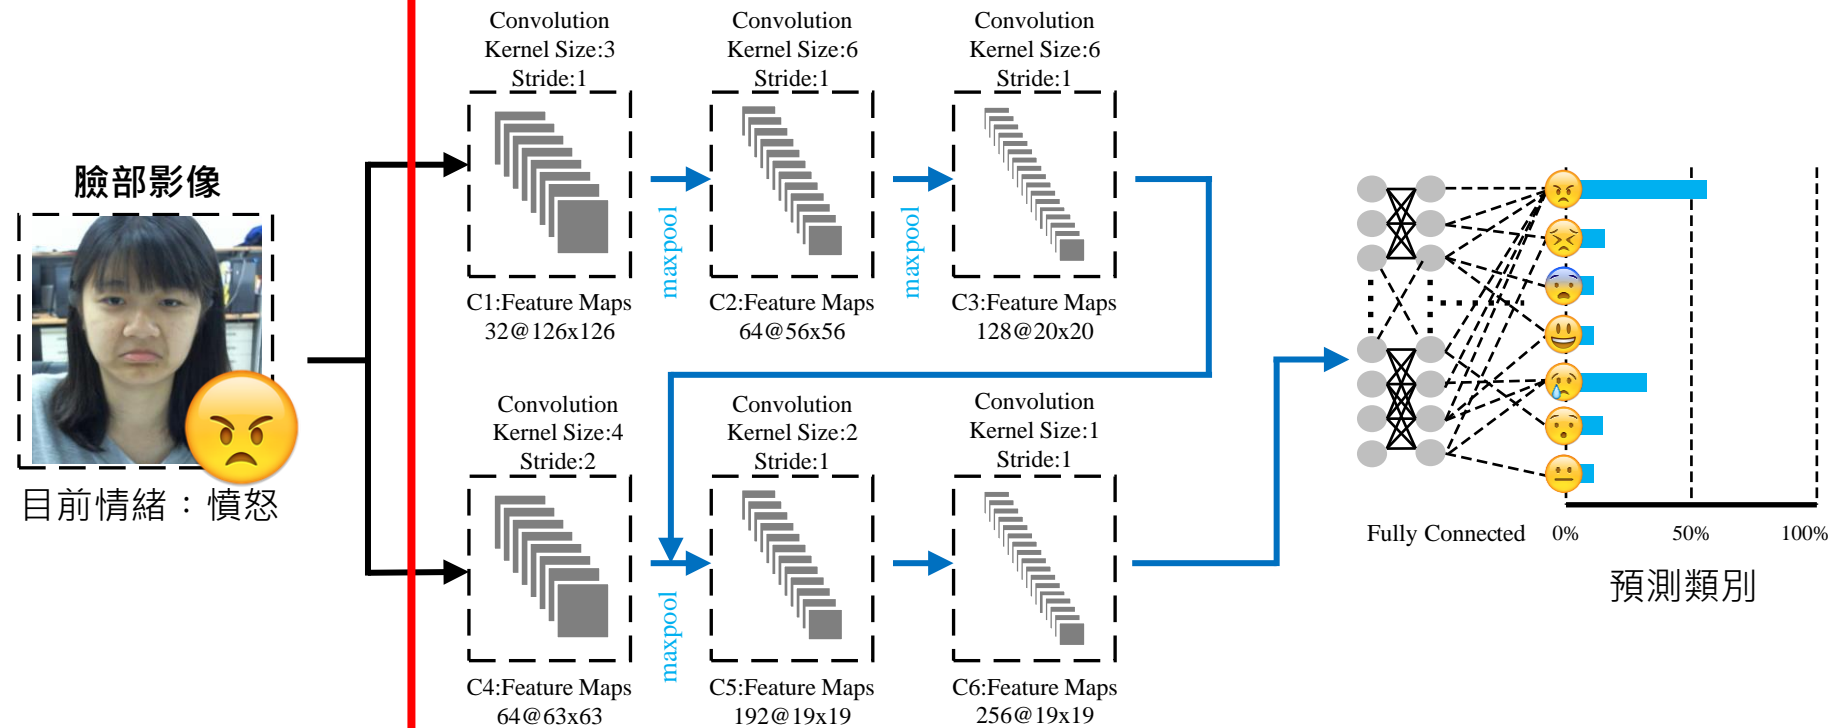 臉部影像
目前情緒：憤怒
Convolution
Kernel Size:3
Stride:1
C1:Feature Maps
32@126x126
maxpool
Convolution
Kernel Size:6
Stride:1
C2:Feature Maps
64@56x56
maxpool
Convolution
Kernel Size:6
Stride:1
C3:Feature Maps
128@20x20
Convolution
Kernel Size:4
Stride:2
C4:Feature Maps
64@63x63
maxpool
Convolution
Kernel Size:2
Stride:1
C5:Feature Maps
192@19x19
Convolution
Kernel Size:1
Stride:1
C6:Feature Maps
256@19x19
Fully Connected
0%
50%
100%
預測類別